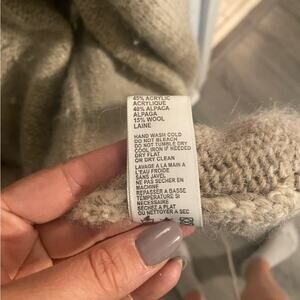 45% ACRYLIC
ACRYLIQUE
40% ALPACA
ALPAGA
15% WOOL
LAINE
HAND WASH COLD
DO NOT BLEACH
DO NOT TUMBLE DRY
COOL IRON IF NEEDED
DRY FLAT
OR DRY CLEAN
LAVAGE A LA MAIN A
L'EAU FROIDE
SANS JAVEL
NE PAS SECHER EN
MACHINE
REPASSER A BASSE
TEMPERATURE SI
NECESSAIRE
SECHEZ A PLAT
OU NETTOYER A SEC